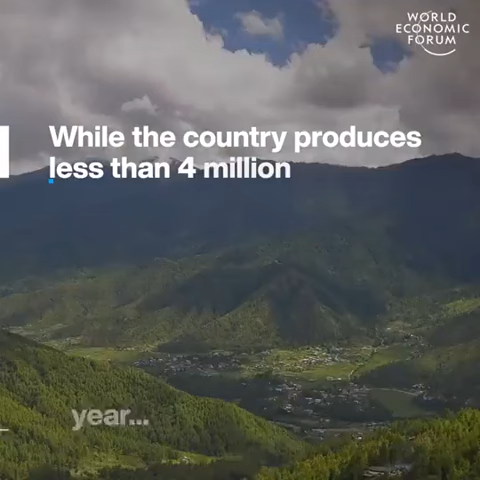 WORLD
ECONOMIC
FORUM
While the country produces
less than 4 million
year...